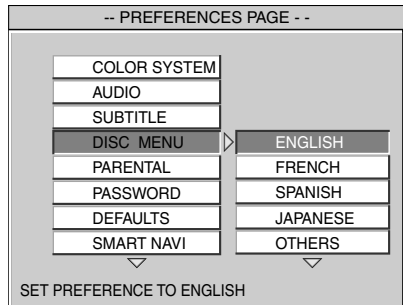 -- PREFERENCES PAGE - -
COLOR SYSTEM
AUDIO
SUBTITLE
DISC MENU ENGLISH
PARENTAL FRENCH
PASSWORD SPANISH
DEFAULTS JAPANESE
SMART NAVI OTHERS
SET PREFERENCE TO ENGLISH